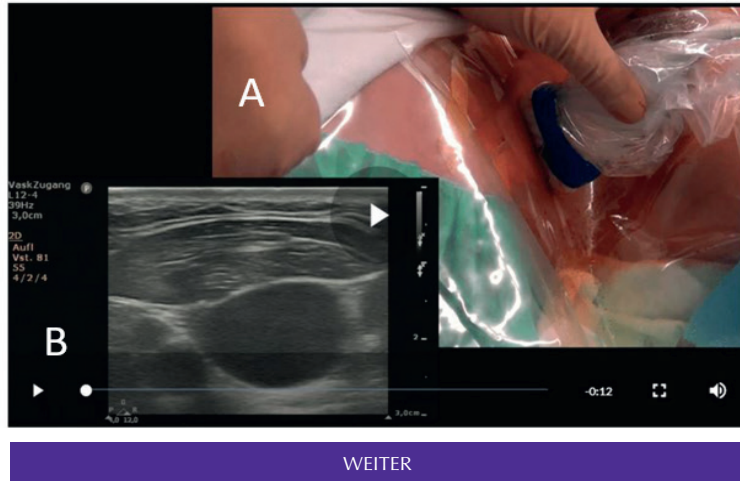 A
VaskZugang
L12-4
39Hz
3,0cm
P
2D
Aufl
Vst. 81
SS
4/2/4
B
2
3,0cm
-0:12
WEITER